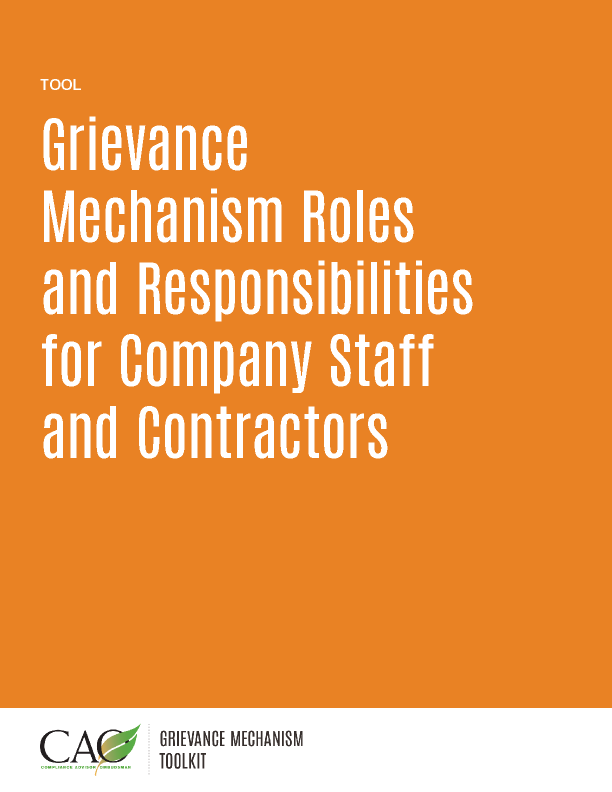 TOOL
Grievance
Mechanism Roles
and Responsibilities
for Company Staff
and Contractors
CAO
COMPLIANCE ADVISOR OMBUDSMAN
GRIEVANCE MECHANISM
TOOLKIT